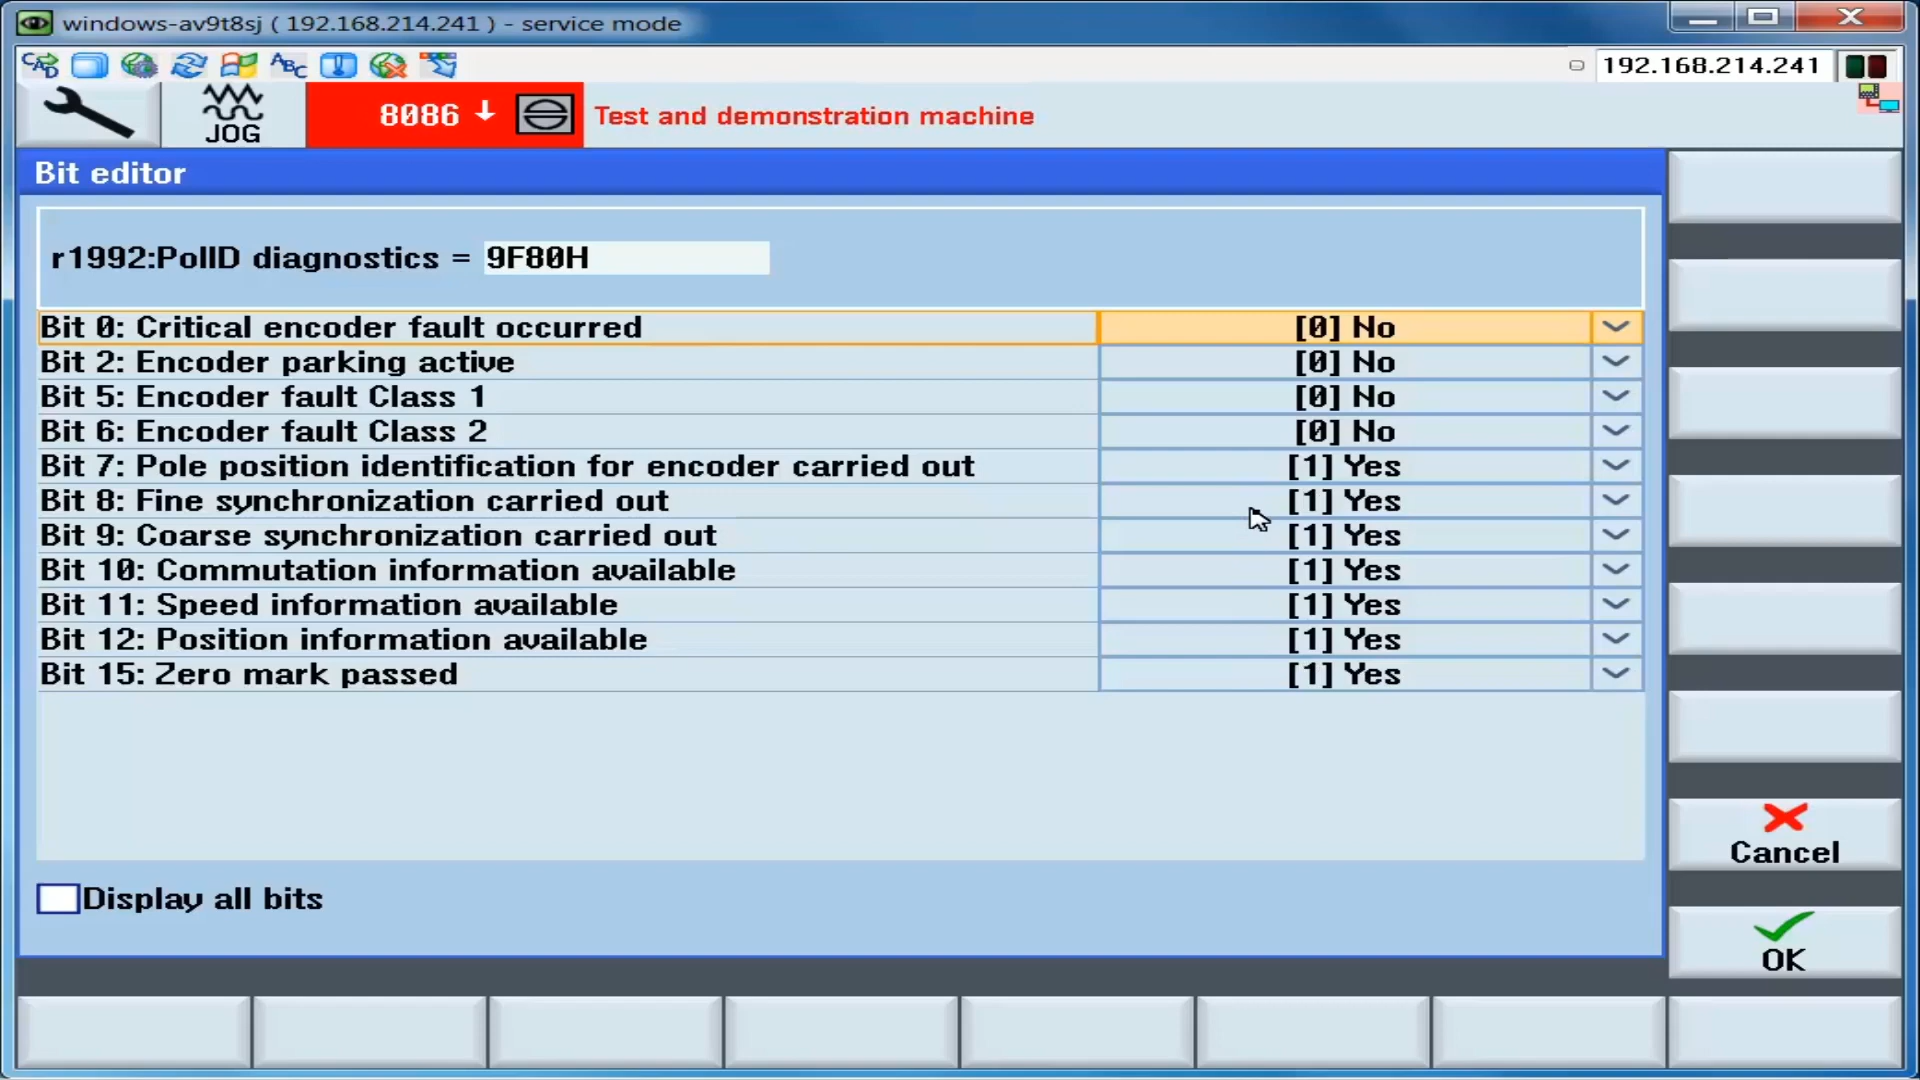 windows-av9t8sj ( 192.168.214.241 ) - service mode
192.168.214.241
JOG
8086
Test and demonstration machine
Bit editor
r1992:PollD diagnostics = 9F80H
Bit 0: Critical encoder fault occurred [0] No
Bit 2: Encoder parking active [0] No
Bit 5: Encoder fault Class 1 [0] No
Bit 6: Encoder fault Class 2 [0] No
Bit 7: Pole position identification for encoder carried out [1] Yes
Bit 8: Fine synchronization carried out [1] Yes
Bit 9: Coarse synchronization carried out [1] Yes
Bit 10: Commutation information available [1] Yes
Bit 11: Speed information available [1] Yes
Bit 12: Position information available [1] Yes
Bit 15: Zero mark passed [1] Yes
Cancel
Display all bits
OK